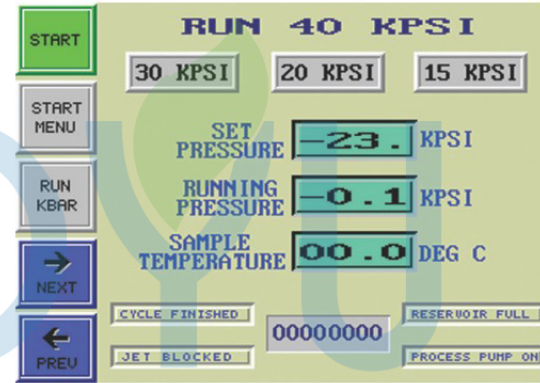 START
RUN 40 KPSI
30 KPSI
20 KPSI
15 KPSI
START
MENU
SET
PRESSURE
-23.
KPSI
RUN
KBAR
RUNNING
PRESSURE
-0.1
KPSI
SAMPLE
TEMPERATURE
00.0
DEG C
→
NEXT
CYCLE FINISHED
RESERVOIR FULL
00000000
←
PREV
JET BLOCKED
PROCESS PUMP ON